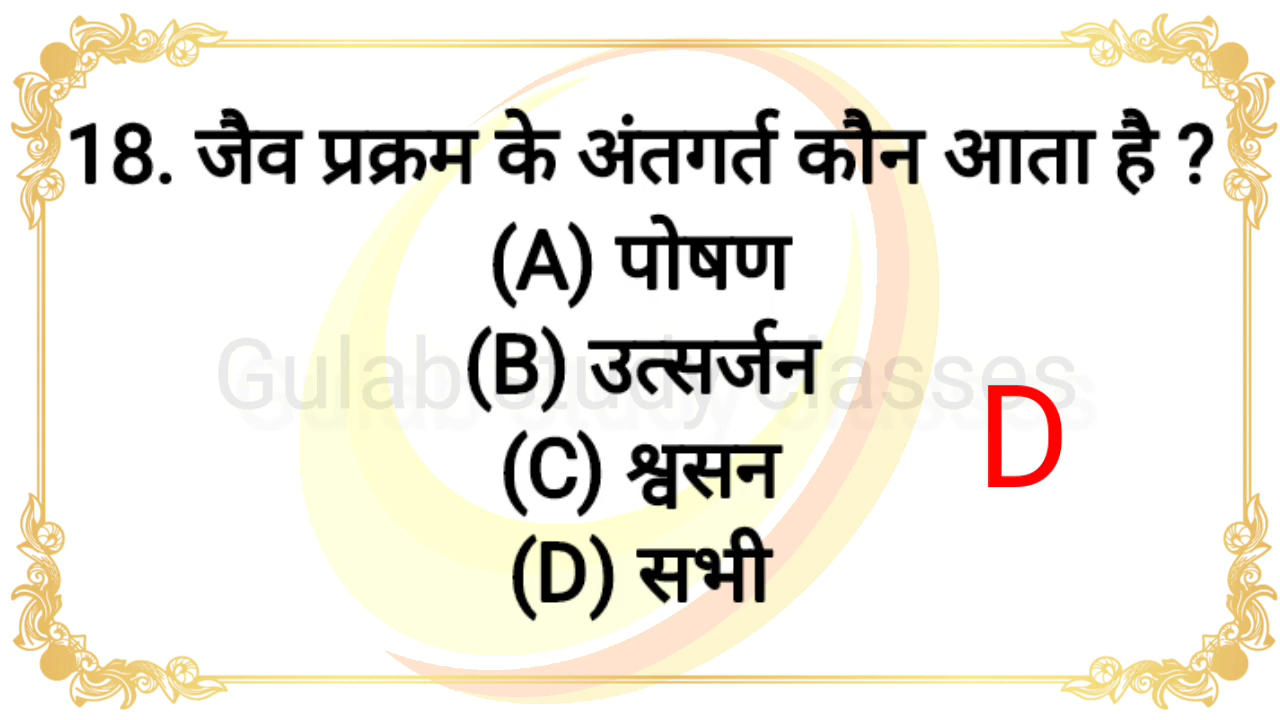 18. जैव प्रक्रम के अंतगर्त कौन आता है ?
(A) पोषण
(B) उत्सर्जन
Gulab study classes
(C) श्वसन
D
(D) सभी